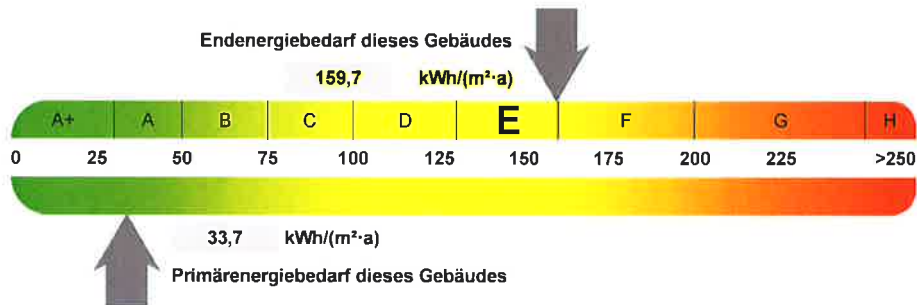 Endenergiebedarf dieses Gebäudes
159,7 kWh/(m²·a)
A+ A B C D E F G H
0 25 50 75 100 125 150 175 200 225 >250
33,7 kWh/(m²·a)
Primärenergiebedarf dieses Gebäudes